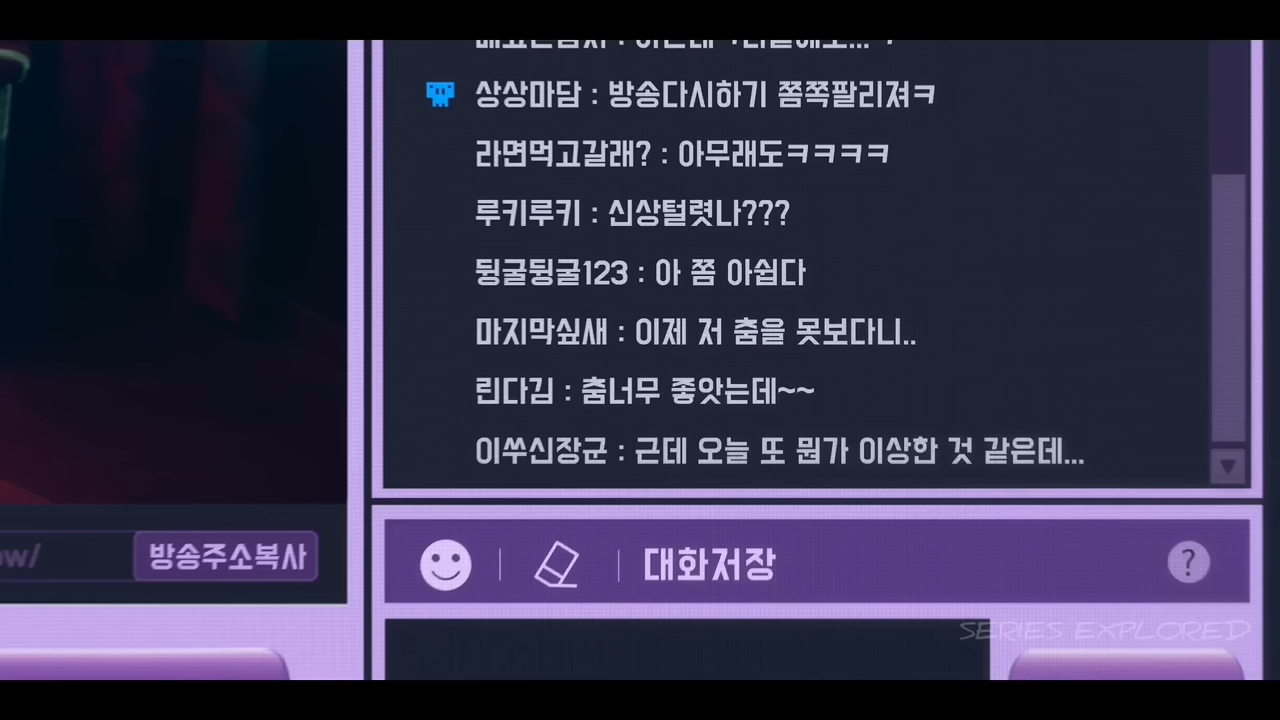 상상마담 : 방송다시하기 쫌쪽팔리져ㅋ
라면먹고갈래? : 아무래도ㅋㅋㅋㅋ
루키루키 : 신상털렷나???
뒹굴뒹굴123 : 아 쫌 아쉽다
마지막싶새 : 이제 저 춤을 못보다니..
린다김 : 춤너무 좋앗는데~~
이쑤신장군 : 근데 오늘 또 뭔가 이상한 것 같은데...
ow/ 방송주소복사
대화저장
?
SERIES EXPLORED